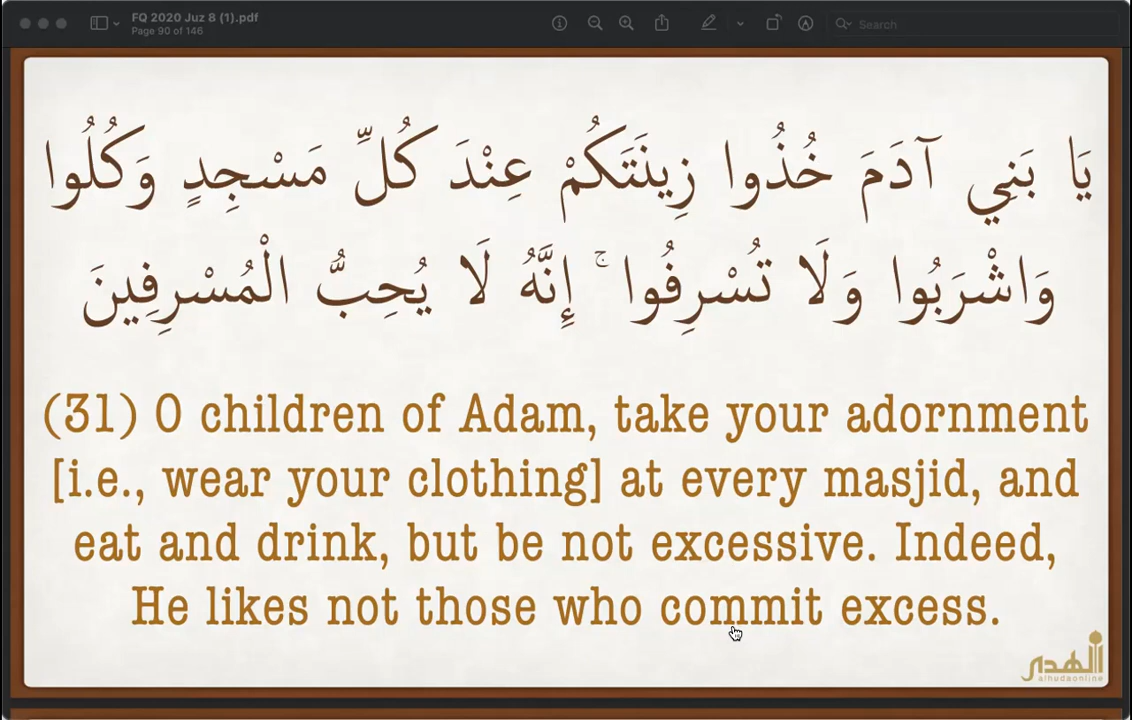 FQ 2020 Juz 8 (1).pdf
Page 90 of 146
Search
يَا بَنِي آدَمَ خُذُوا زِينَتَكُمْ عِنْدَ كُلِّ مَسْجِدٍ وَكُلُوا
وَاشْرَبُوا وَلَا تُسْرِفُوا ۚ إِنَّهُ لَا يُحِبُّ الْمُسْرِفِينَ
(31) O children of Adam, take your adornment
[i.e., wear your clothing] at every masjid, and
eat and drink, but be not excessive. Indeed,
He likes not those who commit excess.
الهدى
alhudaonline